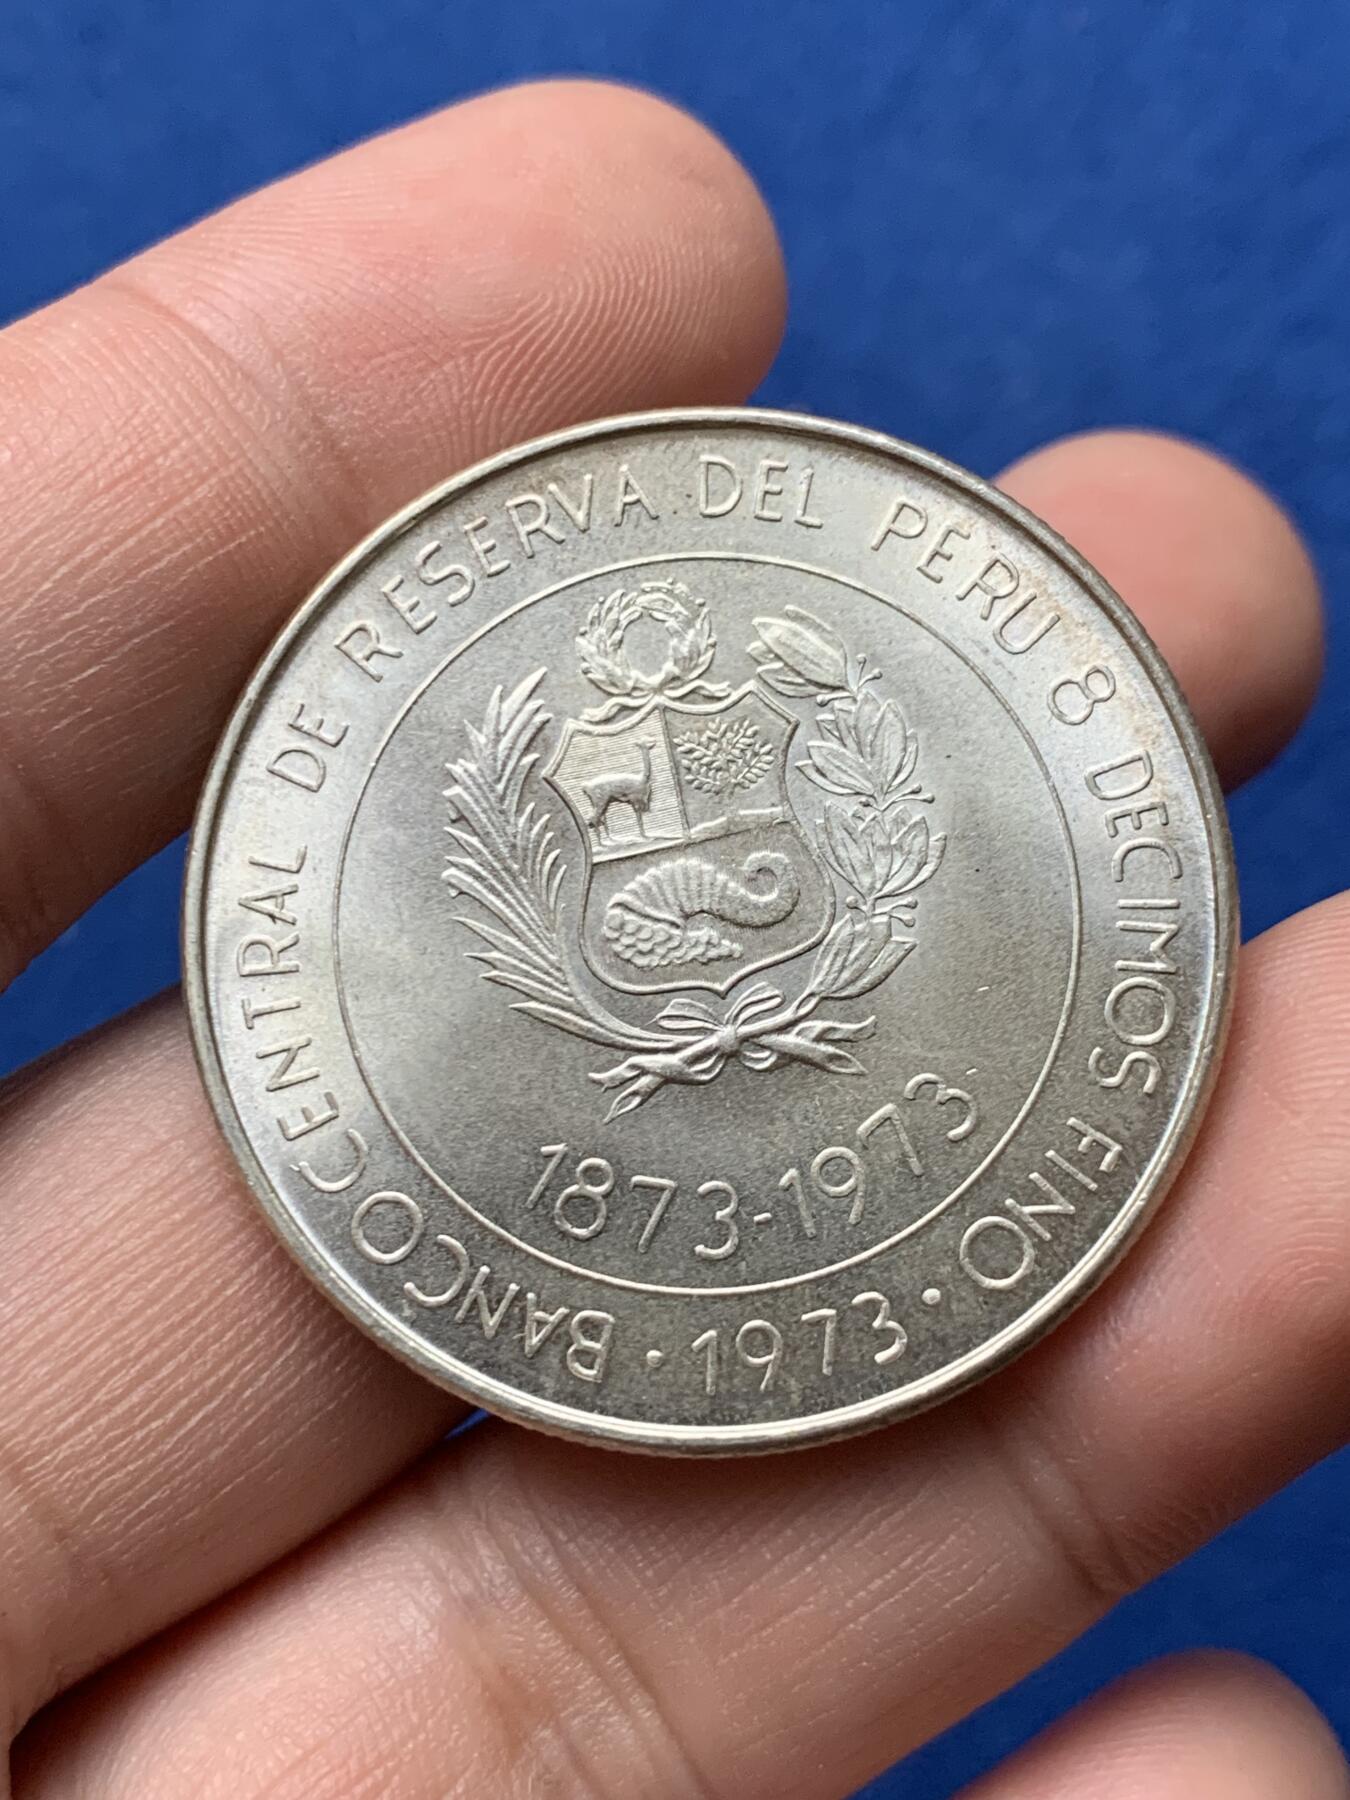 BANCO CENTRAL DE RESERVA DEL PERU 8 DECIMOS FINO
· 1973 ·
1873-1973